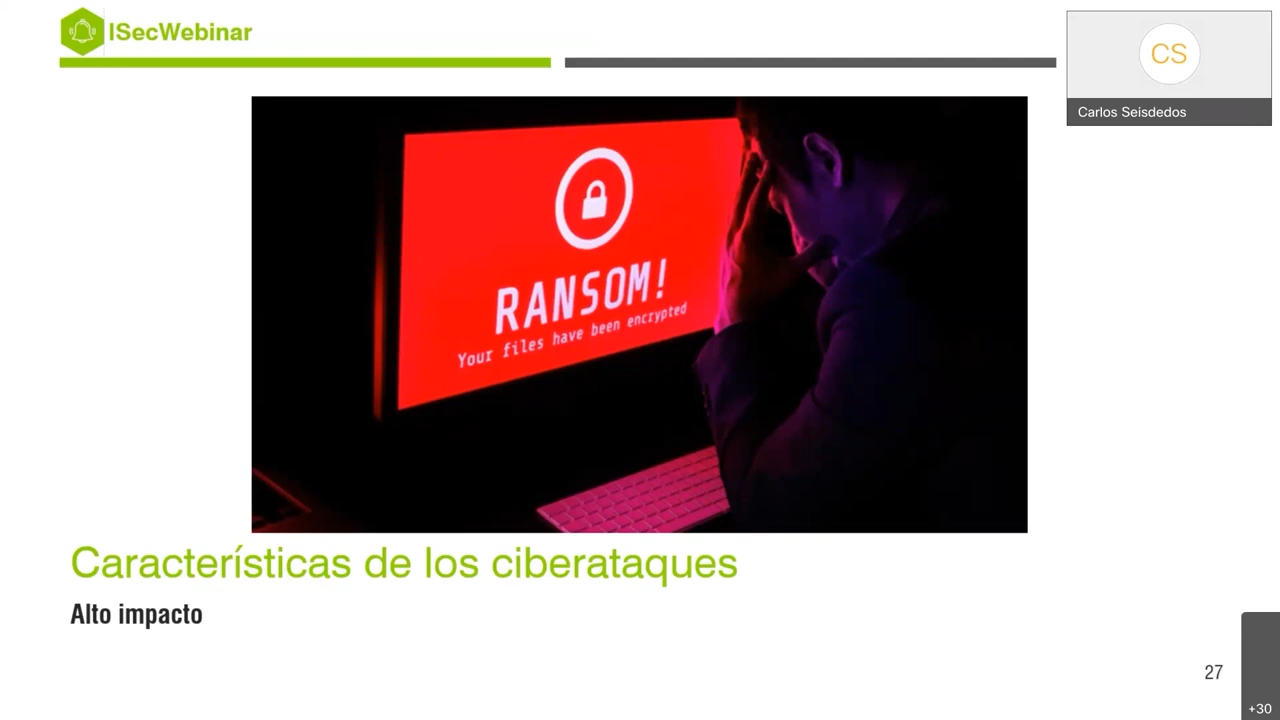 ISecWebinar
CS
Carlos Seisdedos
RANSOM!
Your files have been encrypted
Características de los ciberataques
Alto impacto
27
+30